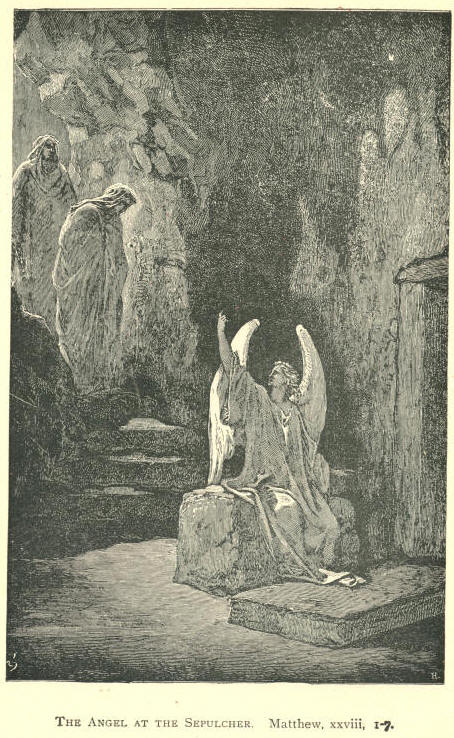 THE ANGEL AT THE SEPULCHER. Matthew, xxviii, 1-7.
H.